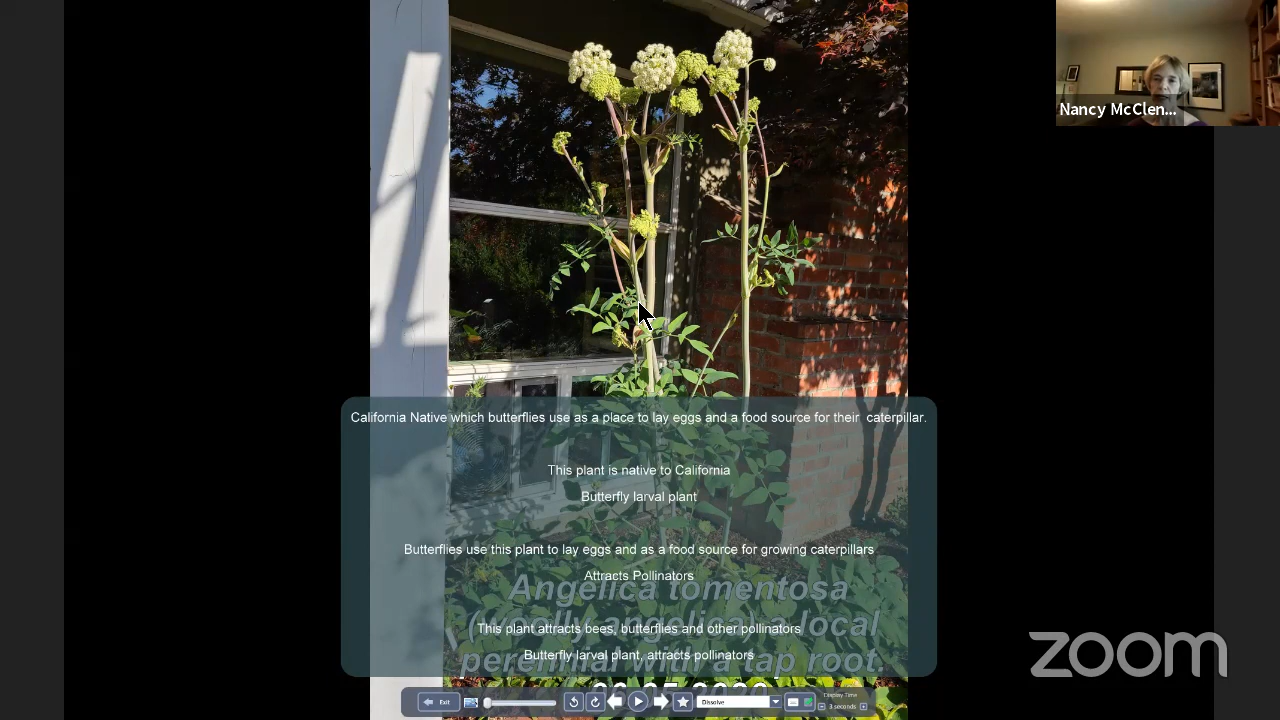 Nancy McClen...
California Native which butterflies use as a place to lay eggs and a food source for their caterpillar.
This plant is native to California
Butterfly larval plant
Butterflies use this plant to lay eggs and as a food source for growing caterpillars
Attracts Pollinators
Angelica tomentosa
(woolly angelica) a local
This plant attracts bees, butterflies and other pollinators
perennial with a tap root.
Butterfly larval plant, attracts pollinators
zoom
Exit
Dissolve
Display Time
3 seconds